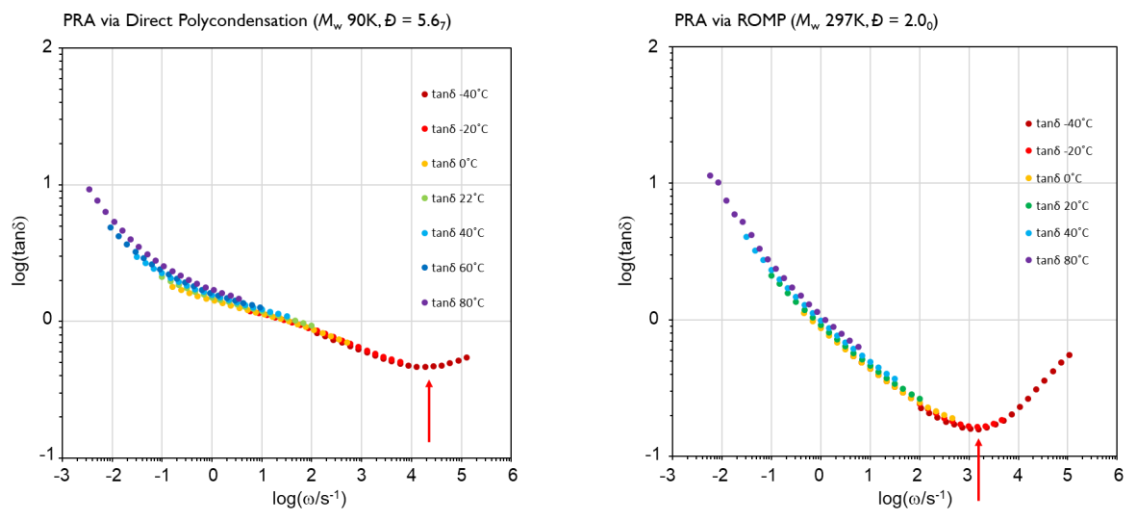 PRA via Direct Polycondensation (Mw 90K, Đ = 5.6₇)
2
1
0
-1
log(tanδ)
tanδ -40˚C
tanδ -20˚C
tanδ 0˚C
tanδ 22˚C
tanδ 40˚C
tanδ 60˚C
tanδ 80˚C
-3 -2 -1 0 1 2 3 4 5 6
log(ω/s⁻¹)
PRA via ROMP (Mw 297K, Đ = 2.0₀)
2
1
0
-1
log(tanδ)
tanδ -40˚C
tanδ -20˚C
tanδ 0˚C
tanδ 20˚C
tanδ 40˚C
tanδ 80˚C
-3 -2 -1 0 1 2 3 4 5 6
log(ω/s⁻¹)